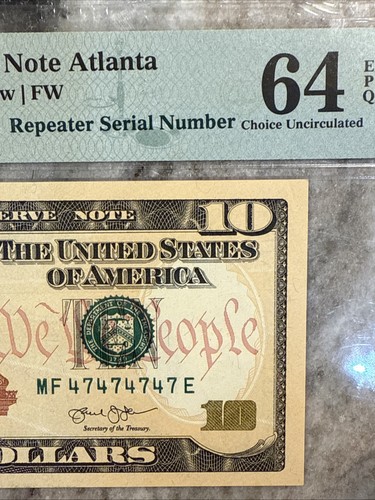 Note Atlanta
w | FW
64
E
P
Q
Repeater Serial Number
Choice Uncirculated
ERVE NOTE
10
THE UNITED STATES
OF AMERICA
We The People
MF 47474747 E
Secretary of the Treasury.
10
OLLARS